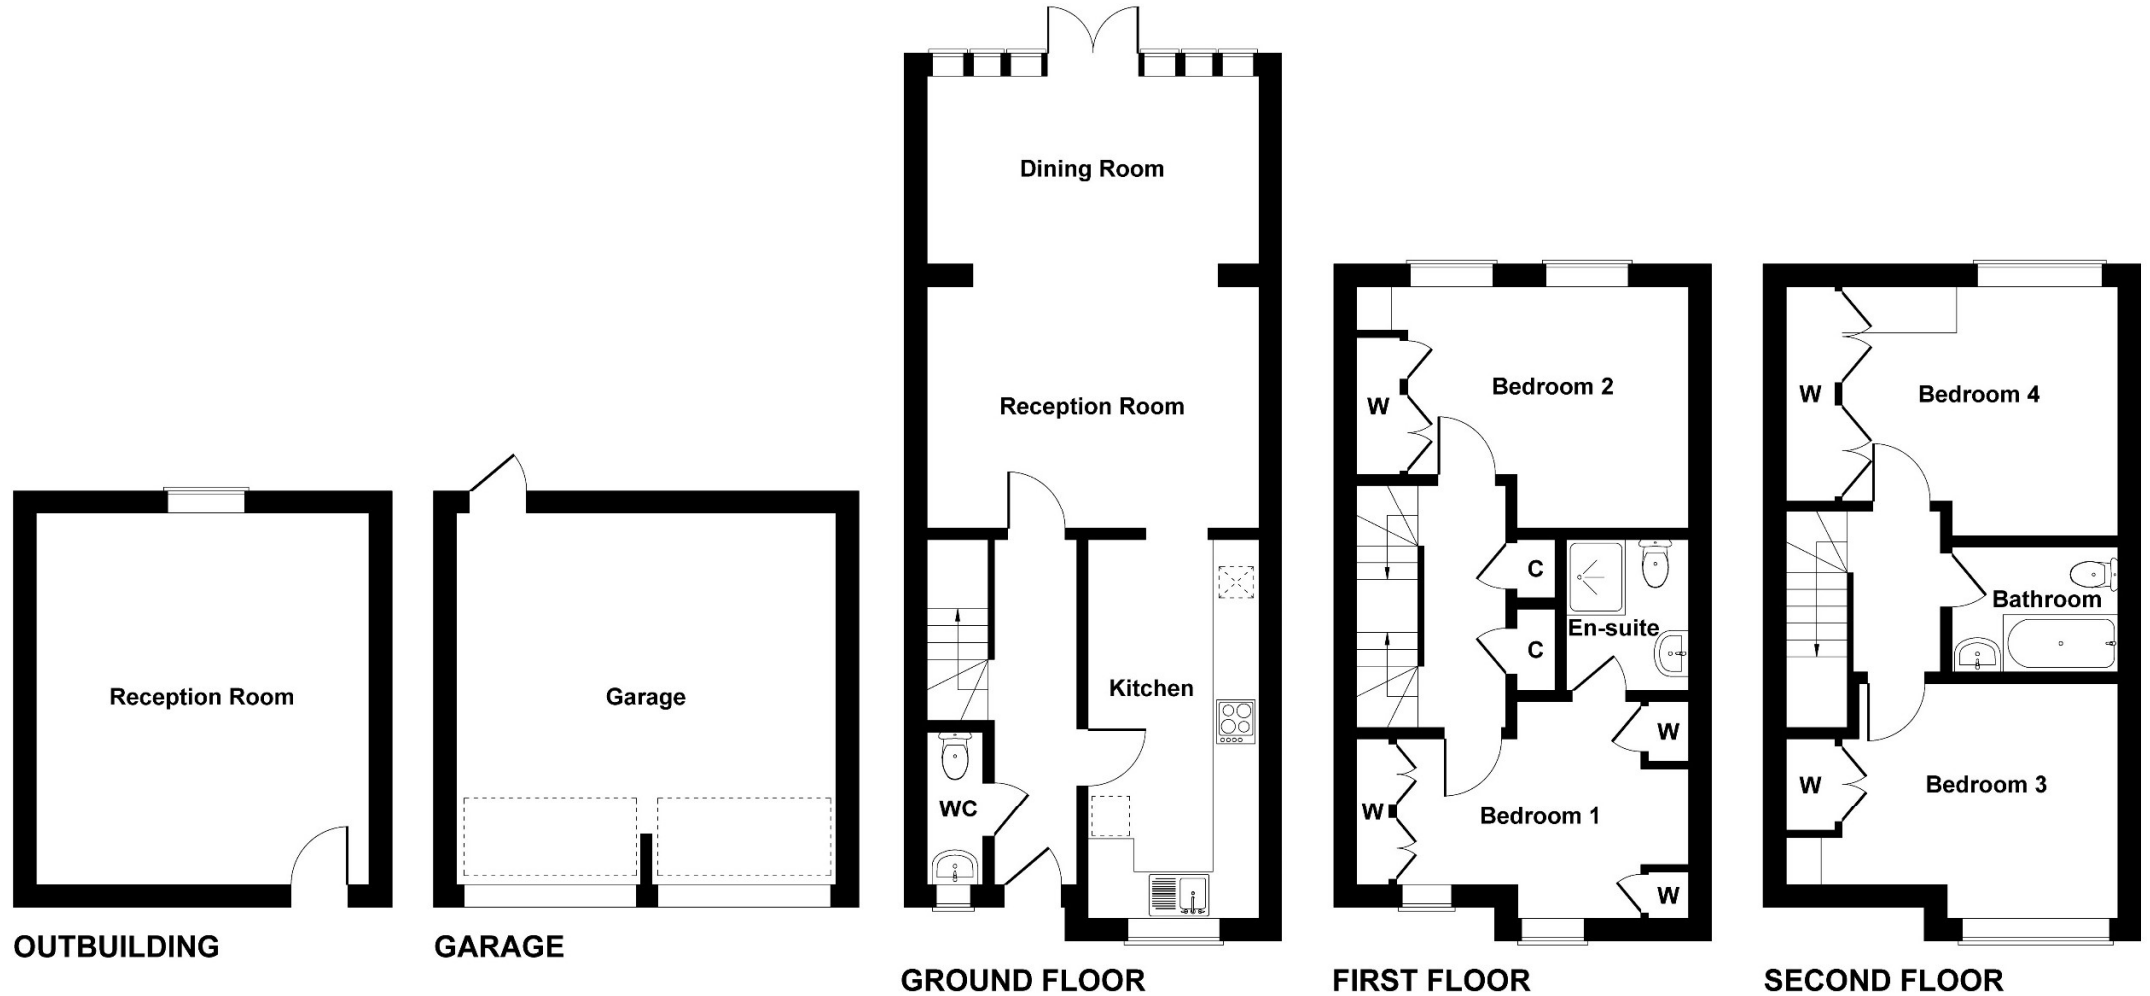 Reception Room
OUTBUILDING
Garage
GARAGE
Dining Room
Reception Room
Kitchen
WC
GROUND FLOOR
Bedroom 2
W
C
C
En-suite
W
W
Bedroom 1
W
FIRST FLOOR
W
Bedroom 4
Bathroom
W
Bedroom 3
SECOND FLOOR